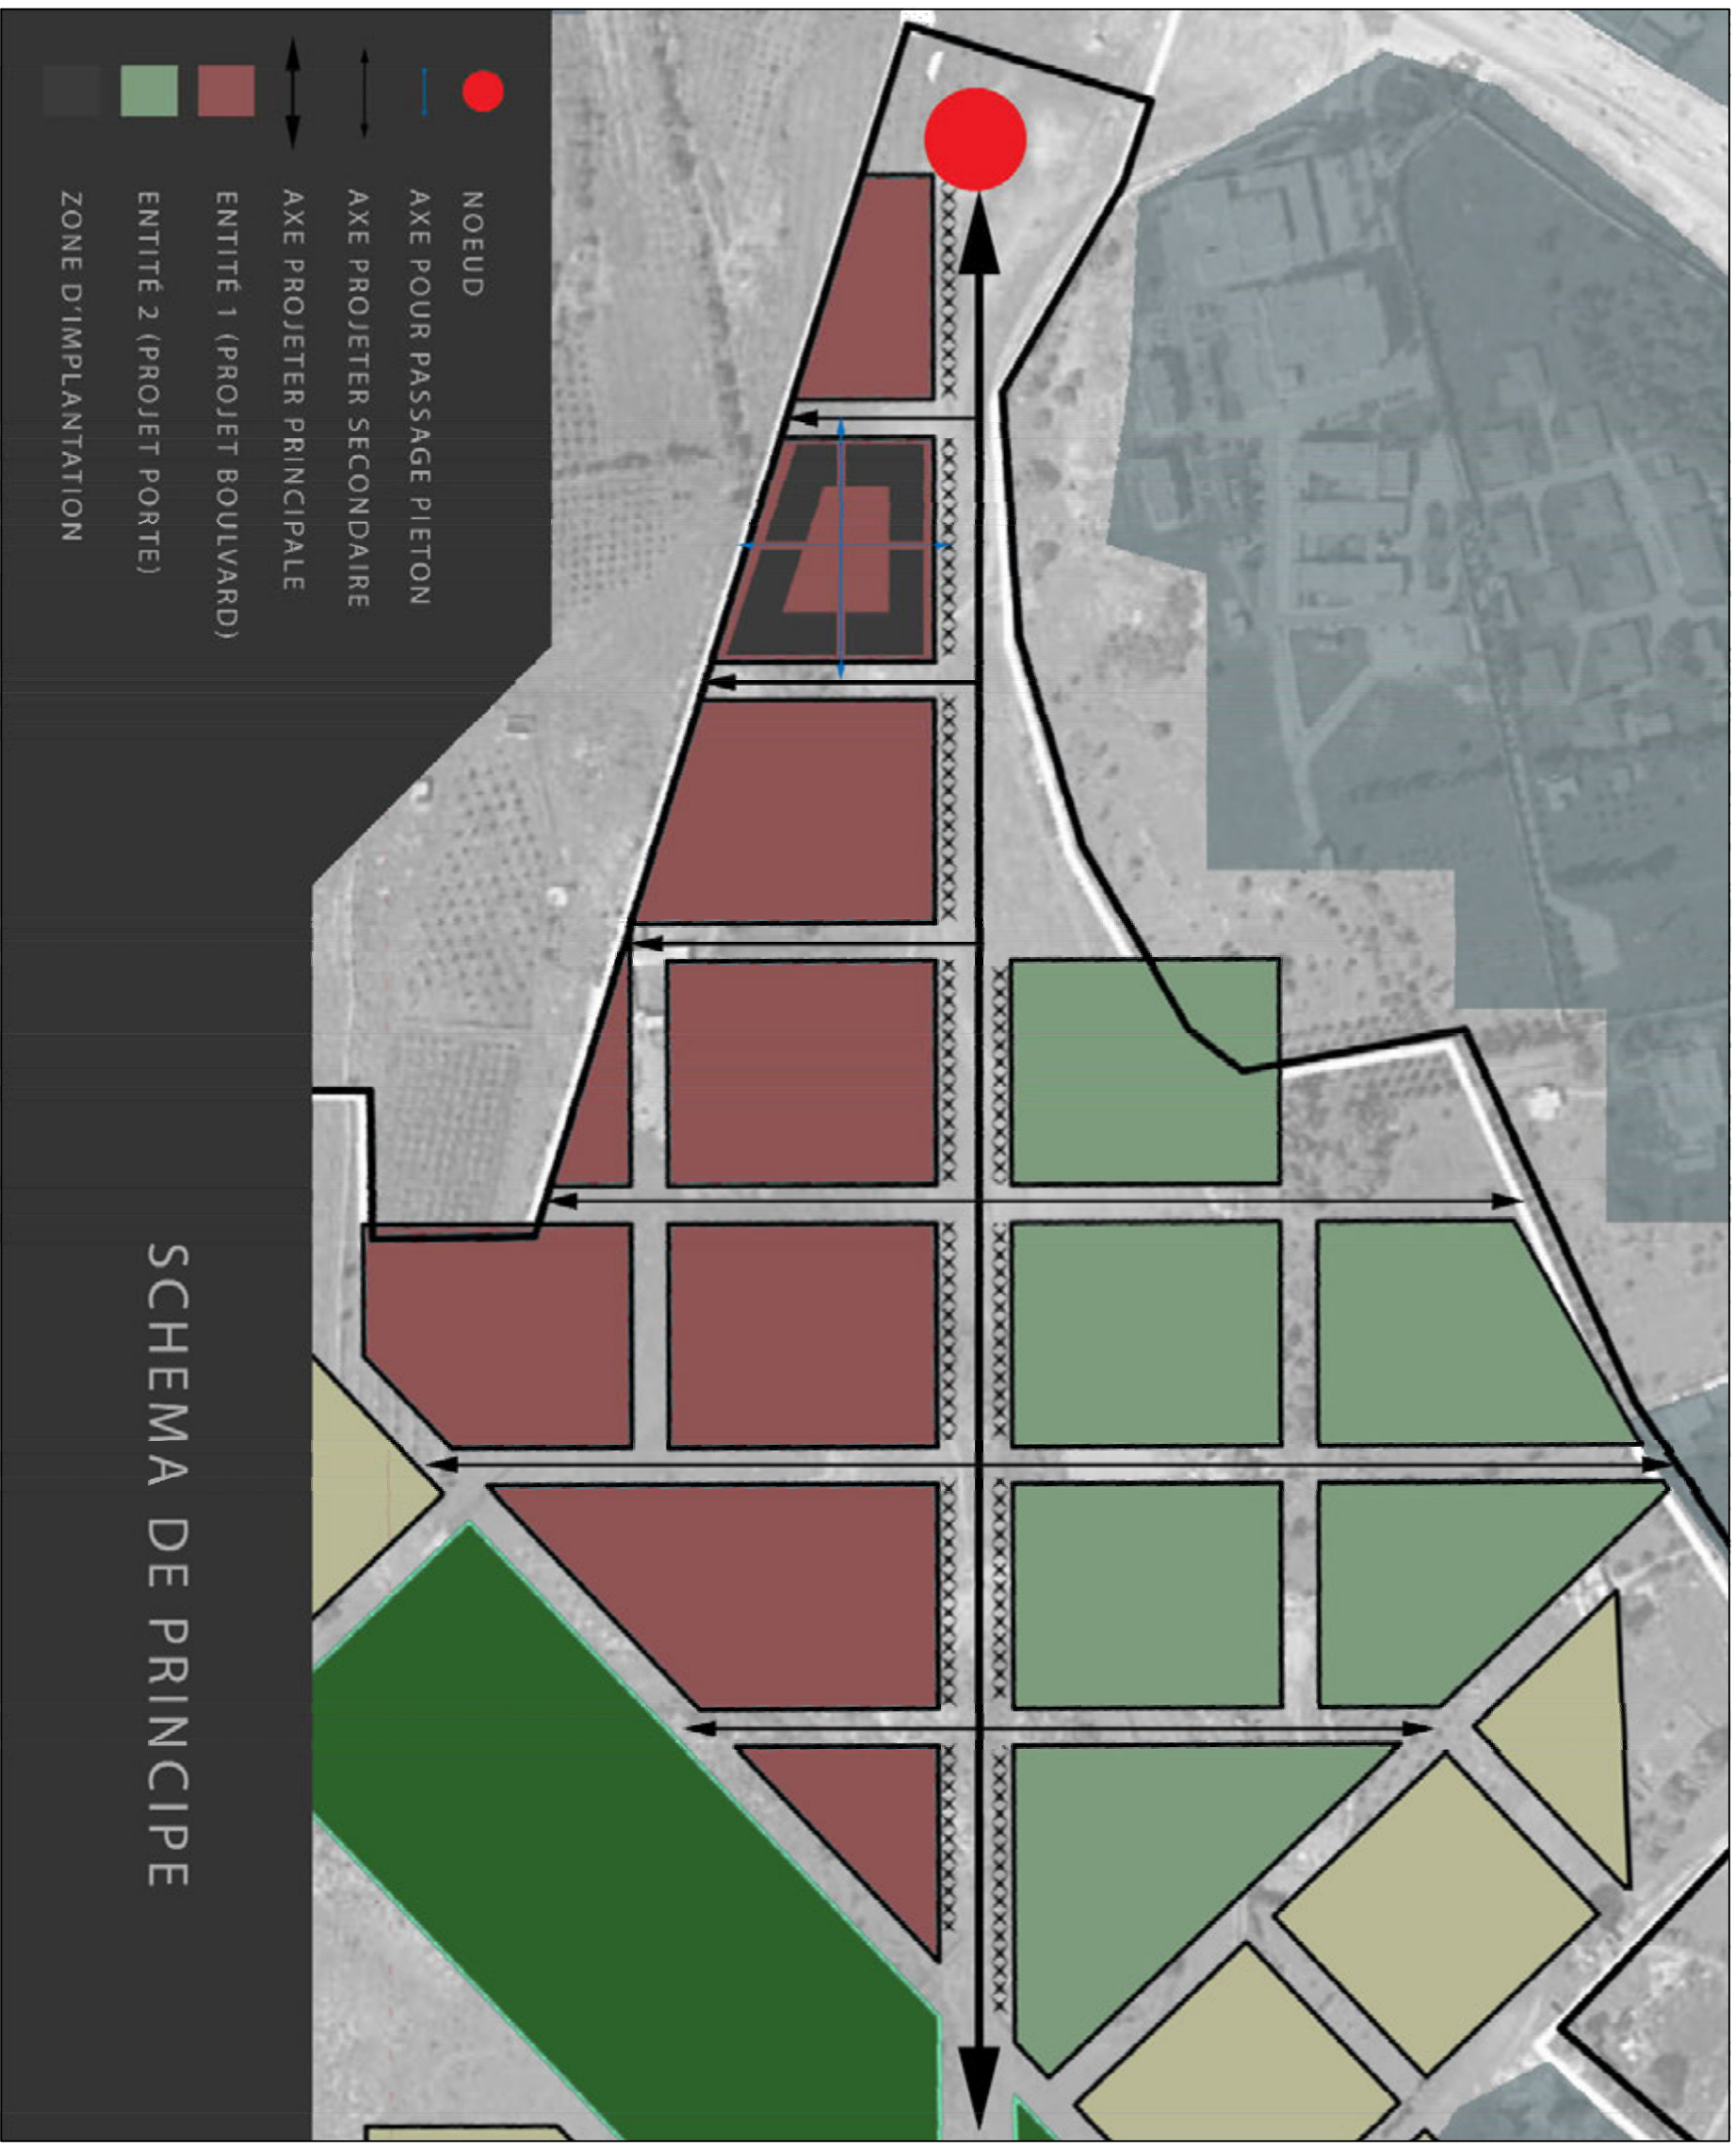 NOEUD
AXE POUR PASSAGE PIETON
AXE PROJETER SECONDAIRE
AXE PROJETER PRINCIPALE
ENTITÉ 1 (PROJET BOULVARD)
ENTITÉ 2 (PROJET PORTE)
ZONE D'IMPLANTATION
SCHEMA DE PRINCIPE